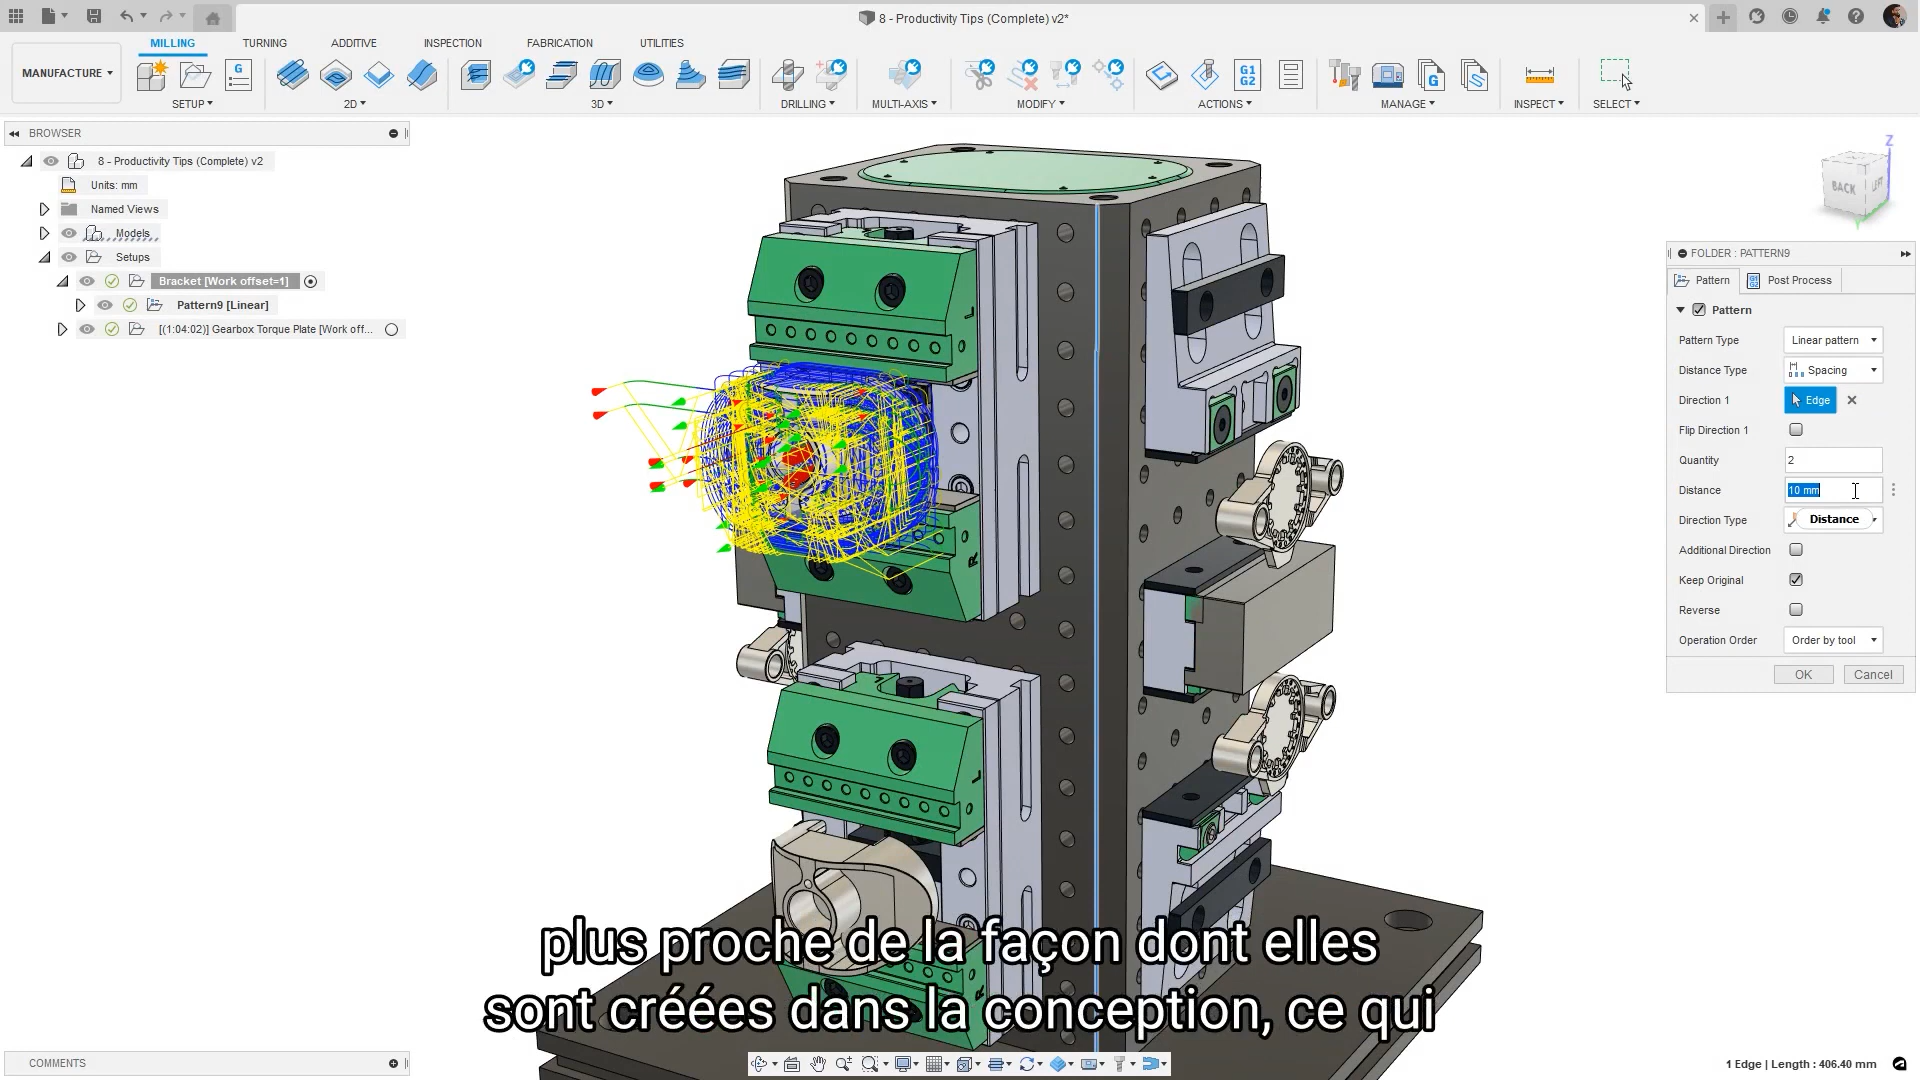 8 - Productivity Tips (Complete) v2*
MILLING
TURNING
ADDITIVE
INSPECTION
FABRICATION
UTILITIES
MANUFACTURE
G
G1
G2
G
SETUP
2D
3D
DRILLING
MULTI-AXIS
MODIFY
ACTIONS
MANAGE
INSPECT
SELECT
BROWSER
8 - Productivity Tips (Complete) v2
Units: mm
Named Views
Models
Setups
Bracket [Work offset=1]
Pattern9 [Linear]
[(1:04:02)] Gearbox Torque Plate [Work off...
Z
BACK
LEFT
L
R
L
R
FOLDER : PATTERN9
Pattern
Post Process
Pattern
Pattern Type
Linear pattern
Distance Type
Spacing
Direction 1
Edge
Flip Direction 1
Quantity
2
Distance
10 mm
Direction Type
Distance
Additional Direction
Keep Original
Reverse
Operation Order
Order by tool
OK
Cancel
plus proche de la façon dont elles
sont créées dans la conception, ce qui
COMMENTS
1 Edge | Length : 406.40 mm